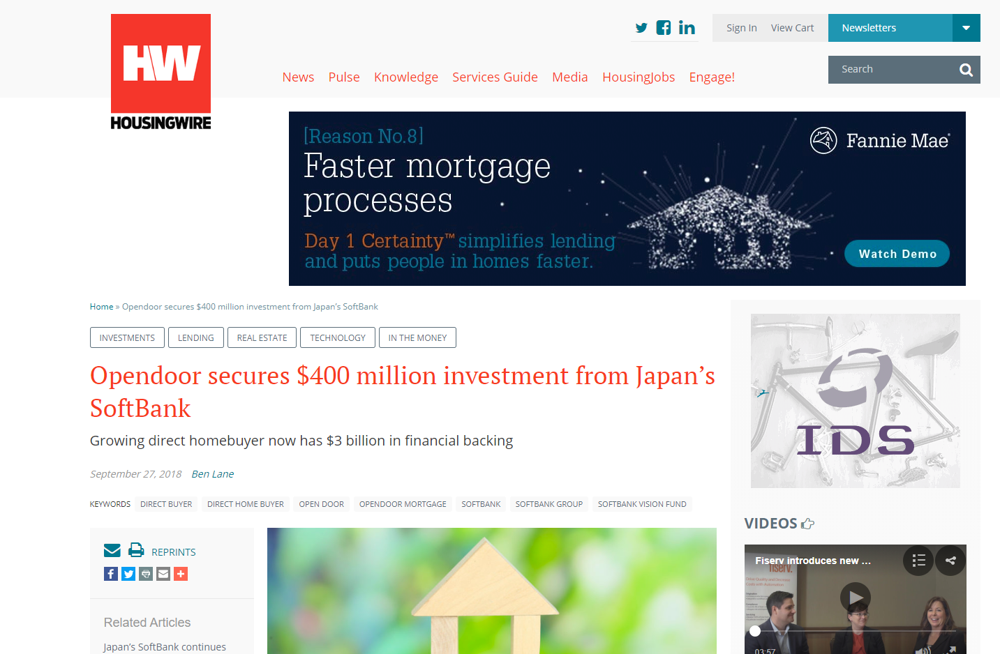 Sign In
View Cart
Newsletters
HW
HOUSINGWIRE
News
Pulse
Knowledge
Services Guide
Media
HousingJobs
Engage!
Search
[Reason No.8]
Faster mortgage
processes
Day 1 Certainty™ simplifies lending
and puts people in homes faster.
Fannie Mae®
Watch Demo
Home » Opendoor secures $400 million investment from Japan's SoftBank
INVESTMENTS
LENDING
REAL ESTATE
TECHNOLOGY
IN THE MONEY
Opendoor secures $400 million investment from Japan's
SoftBank
Growing direct homebuyer now has $3 billion in financial backing
September 27, 2018 Ben Lane
KEYWORDS
DIRECT BUYER
DIRECT HOME BUYER
OPEN DOOR
OPENDOOR MORTGAGE
SOFTBANK
SOFTBANK GROUP
SOFTBANK VISION FUND
REPRINTS
Related Articles
Japan's SoftBank continues
IDS
VIDEOS
Fiserv introduces new ...
fiserv.
03:57